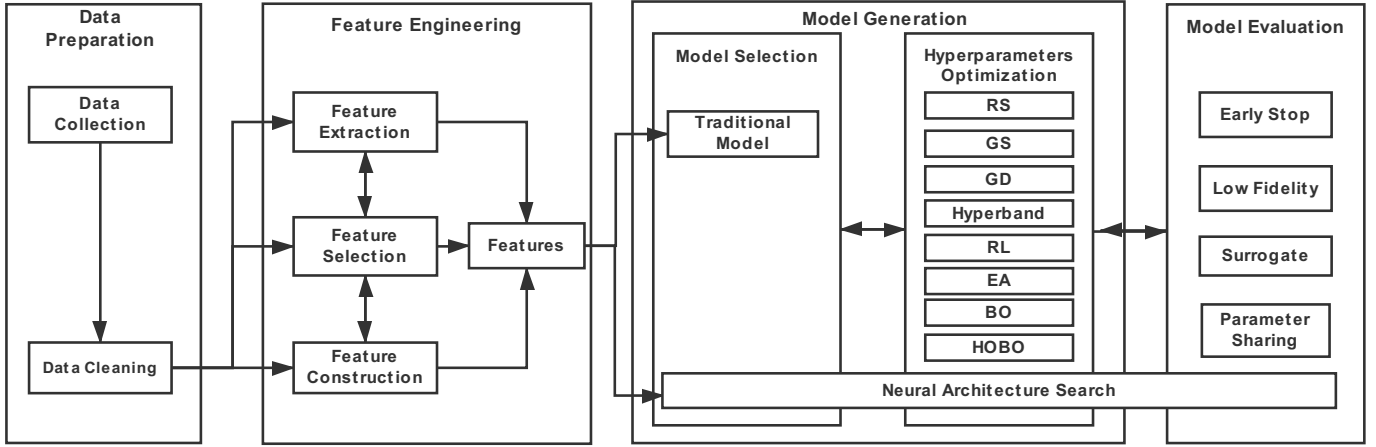 Data
Preparation
Data
Collection
Data Cleaning
Feature Engineering
Feature
Extraction
Feature
Selection
Feature
Construction
Features
Model Generation
Model Selection
Traditional
Model
Hyperparameters
Optimization
RS
GS
GD
Hyperband
RL
EA
BO
HOBO
Neural Architecture Search
Model Evaluation
Early Stop
Low Fidelity
Surrogate
Parameter
Sharing